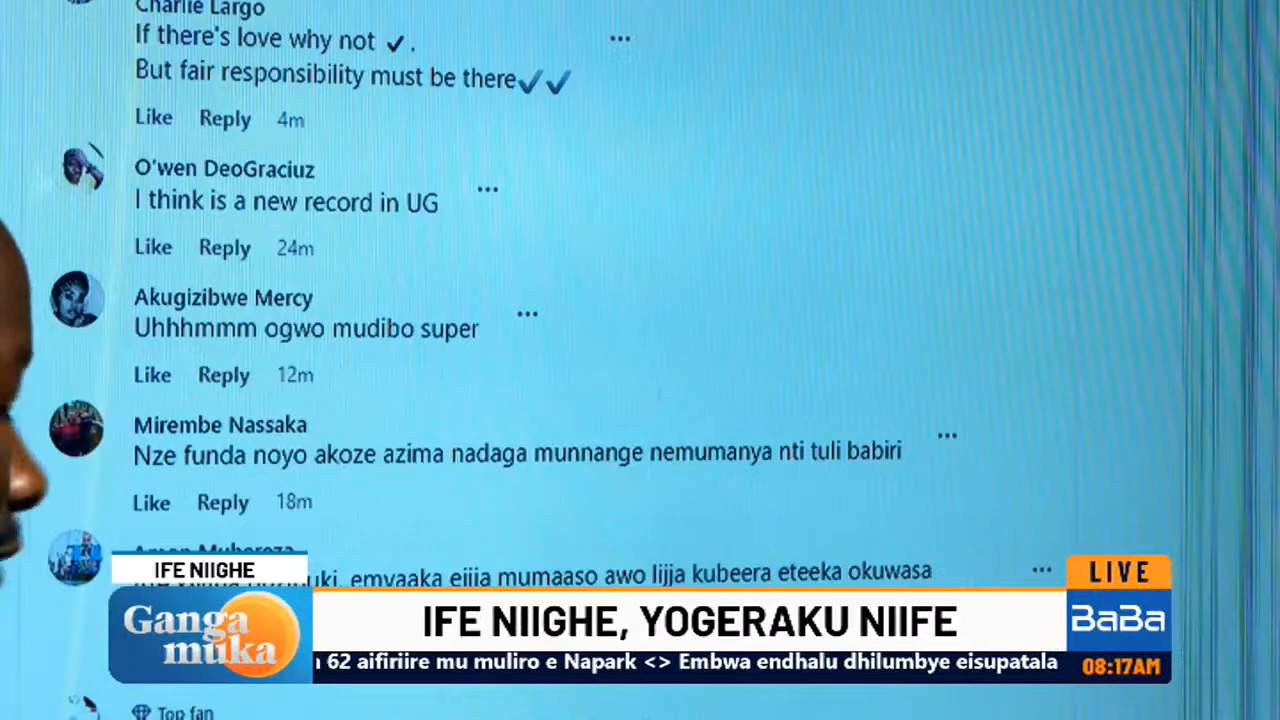 Charlie Largo
If there's love why not ✔ .
But fair responsibility must be there✔✔
Like Reply 4m
O'wen DeoGraciuz
I think is a new record in UG
Like Reply 24m
Akugizibwe Mercy
Uhhhmmm ogwo mudibo super
Like Reply 12m
Mirembe Nassaka
Nze funda noyo akoze azima nadaga munnange nemumanya nti tuli babiri
Like Reply 18m
emyaaka ejija mumaaso awo lijja kubeera eteeka okuwasa
IFE NIIGHE
Ganga muka
IFE NIIGHE, YOGERAKU NIIFE
62 aifiriire mu muliro e Napark <> Embwa endhalu dhilumbye eisupatala
LIVE
BaBa
08:17AM
Top fan